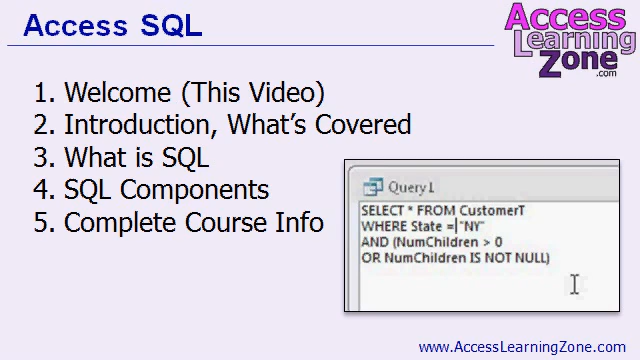 Access SQL
Access
Learning
Zone
.com
1. Welcome (This Video)
2. Introduction, What's Covered
3. What is SQL
4. SQL Components
5. Complete Course Info
Query1
SELECT * FROM CustomerT
WHERE State = "NY"
AND (NumChildren > 0
OR NumChildren IS NOT NULL)
www.AccessLearningZone.com